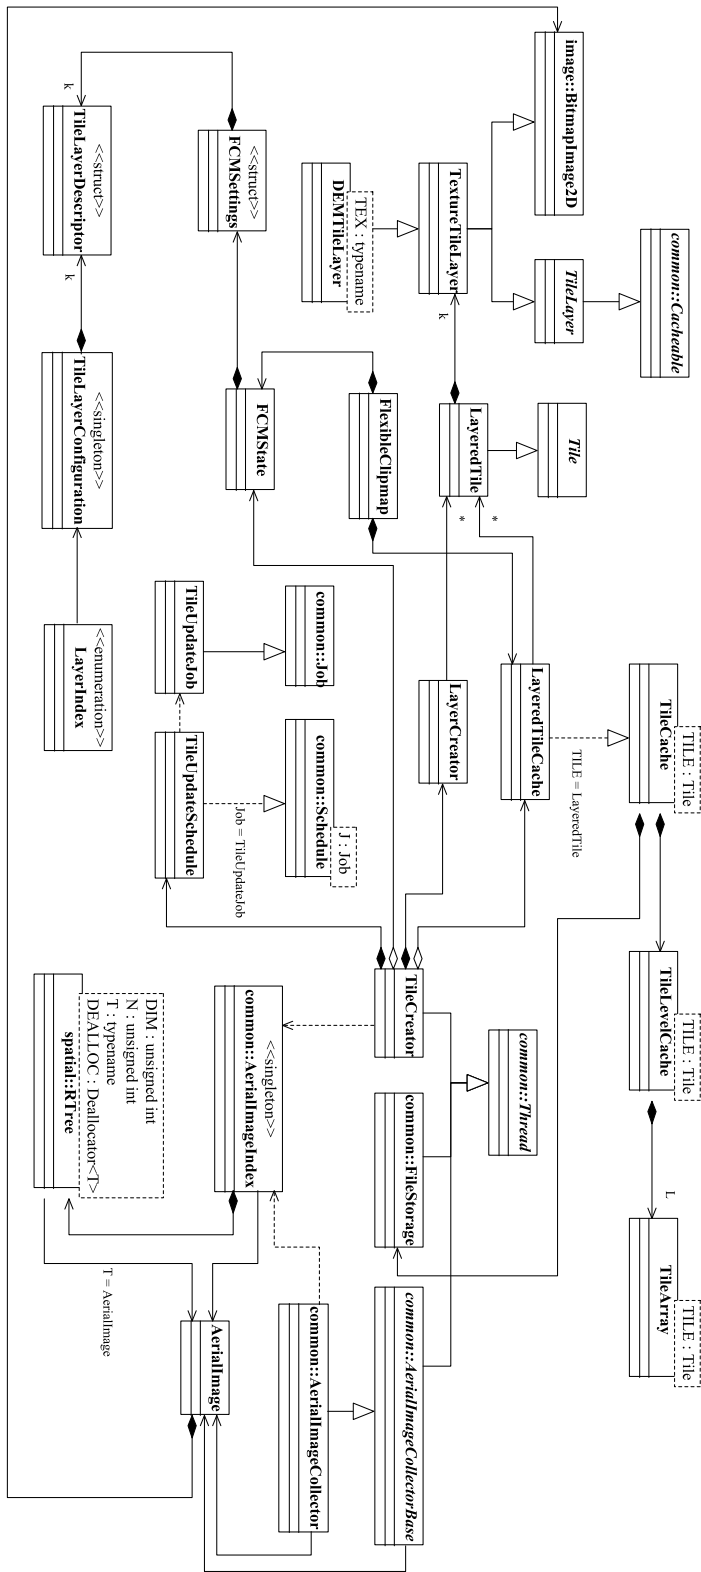 TILE : Tile
TILE : Tile
TILE : Tile
common::Cacheable
TileCache
TileLevelCache
L
TileArray
image::BitmapImage2D
TileLayer
Tile
TILE = LayeredTile
LayeredTileCache
common::Thread
*
LayeredTile
*
TextureTileLayer
k
LayerCreator
FlexibleClipmap
TileCreator
common::FileStorage
common::AerialImageCollectorBase
TEX : typename
DEMTileLayer
J : Job
common::Job
common::Schedule
common::AerialImageCollector
<<struct>>
FCMSettings
FCMState
<<singleton>>
common::AerialImageIndex
Job = TileUpdateJob
AerialImage
TileUpdateJob
TileUpdateSchedule
DIM : unsigned int
N : unsigned int
T : typename
DEALLOC : Deallocator<T>
spatial::RTree
T = AerialImage
<<struct>>
TileLayerDescriptor
k
k
<<singleton>>
TileLayerConfiguration
<<enumeration>>
LayerIndex